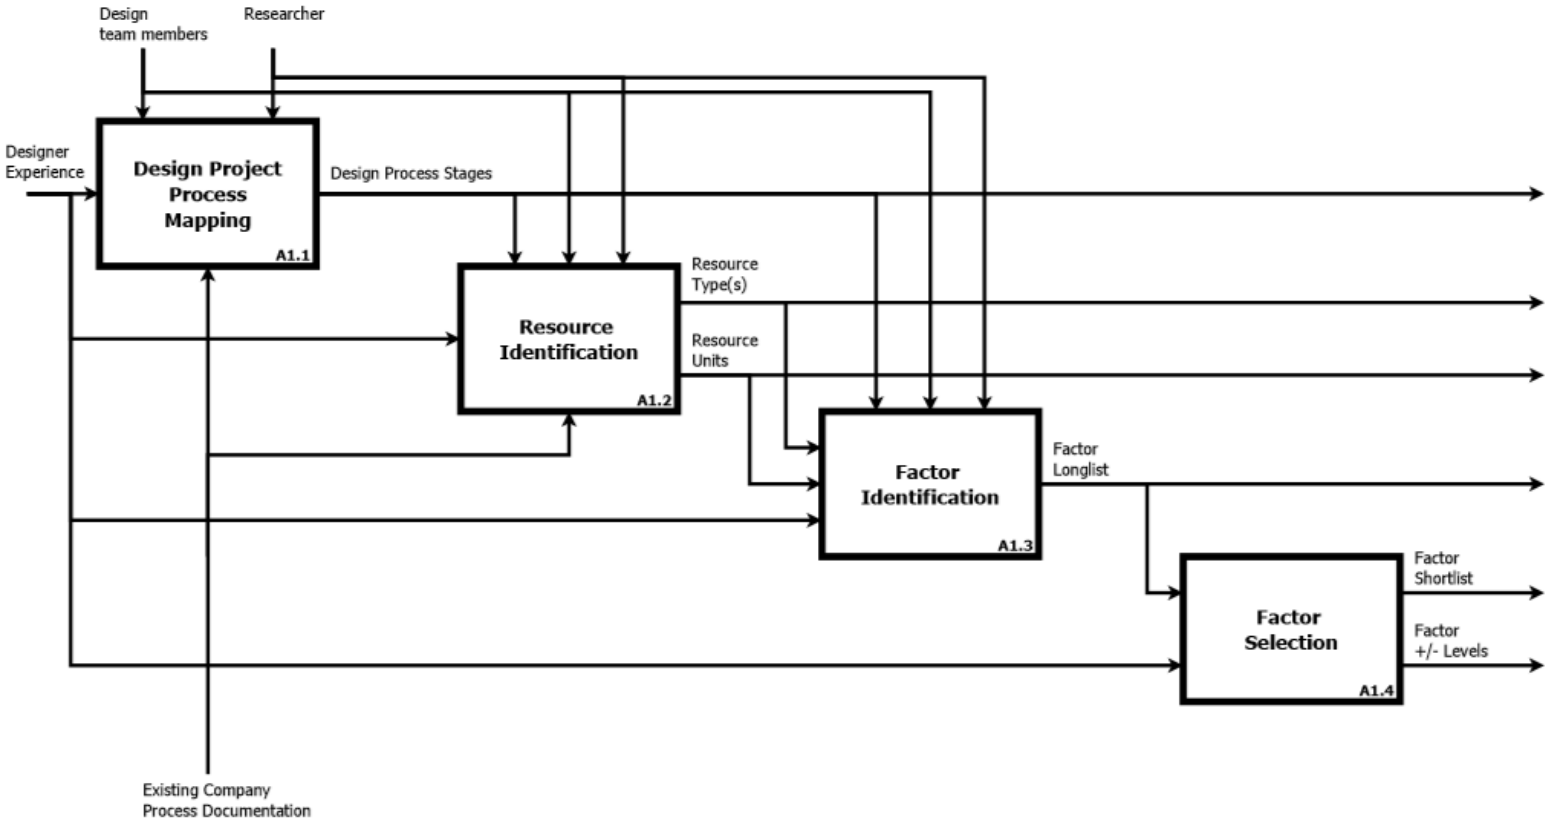 Design
team members
Researcher
Designer
Experience
Design Project
Process
Mapping
A1.1
Design Process Stages
Resource
Type(s)
Resource
Identification
A1.2
Resource
Units
Factor
Identification
A1.3
Factor
Longlist
Factor
Selection
A1.4
Factor
Shortlist
Factor
+/- Levels
Existing Company
Process Documentation